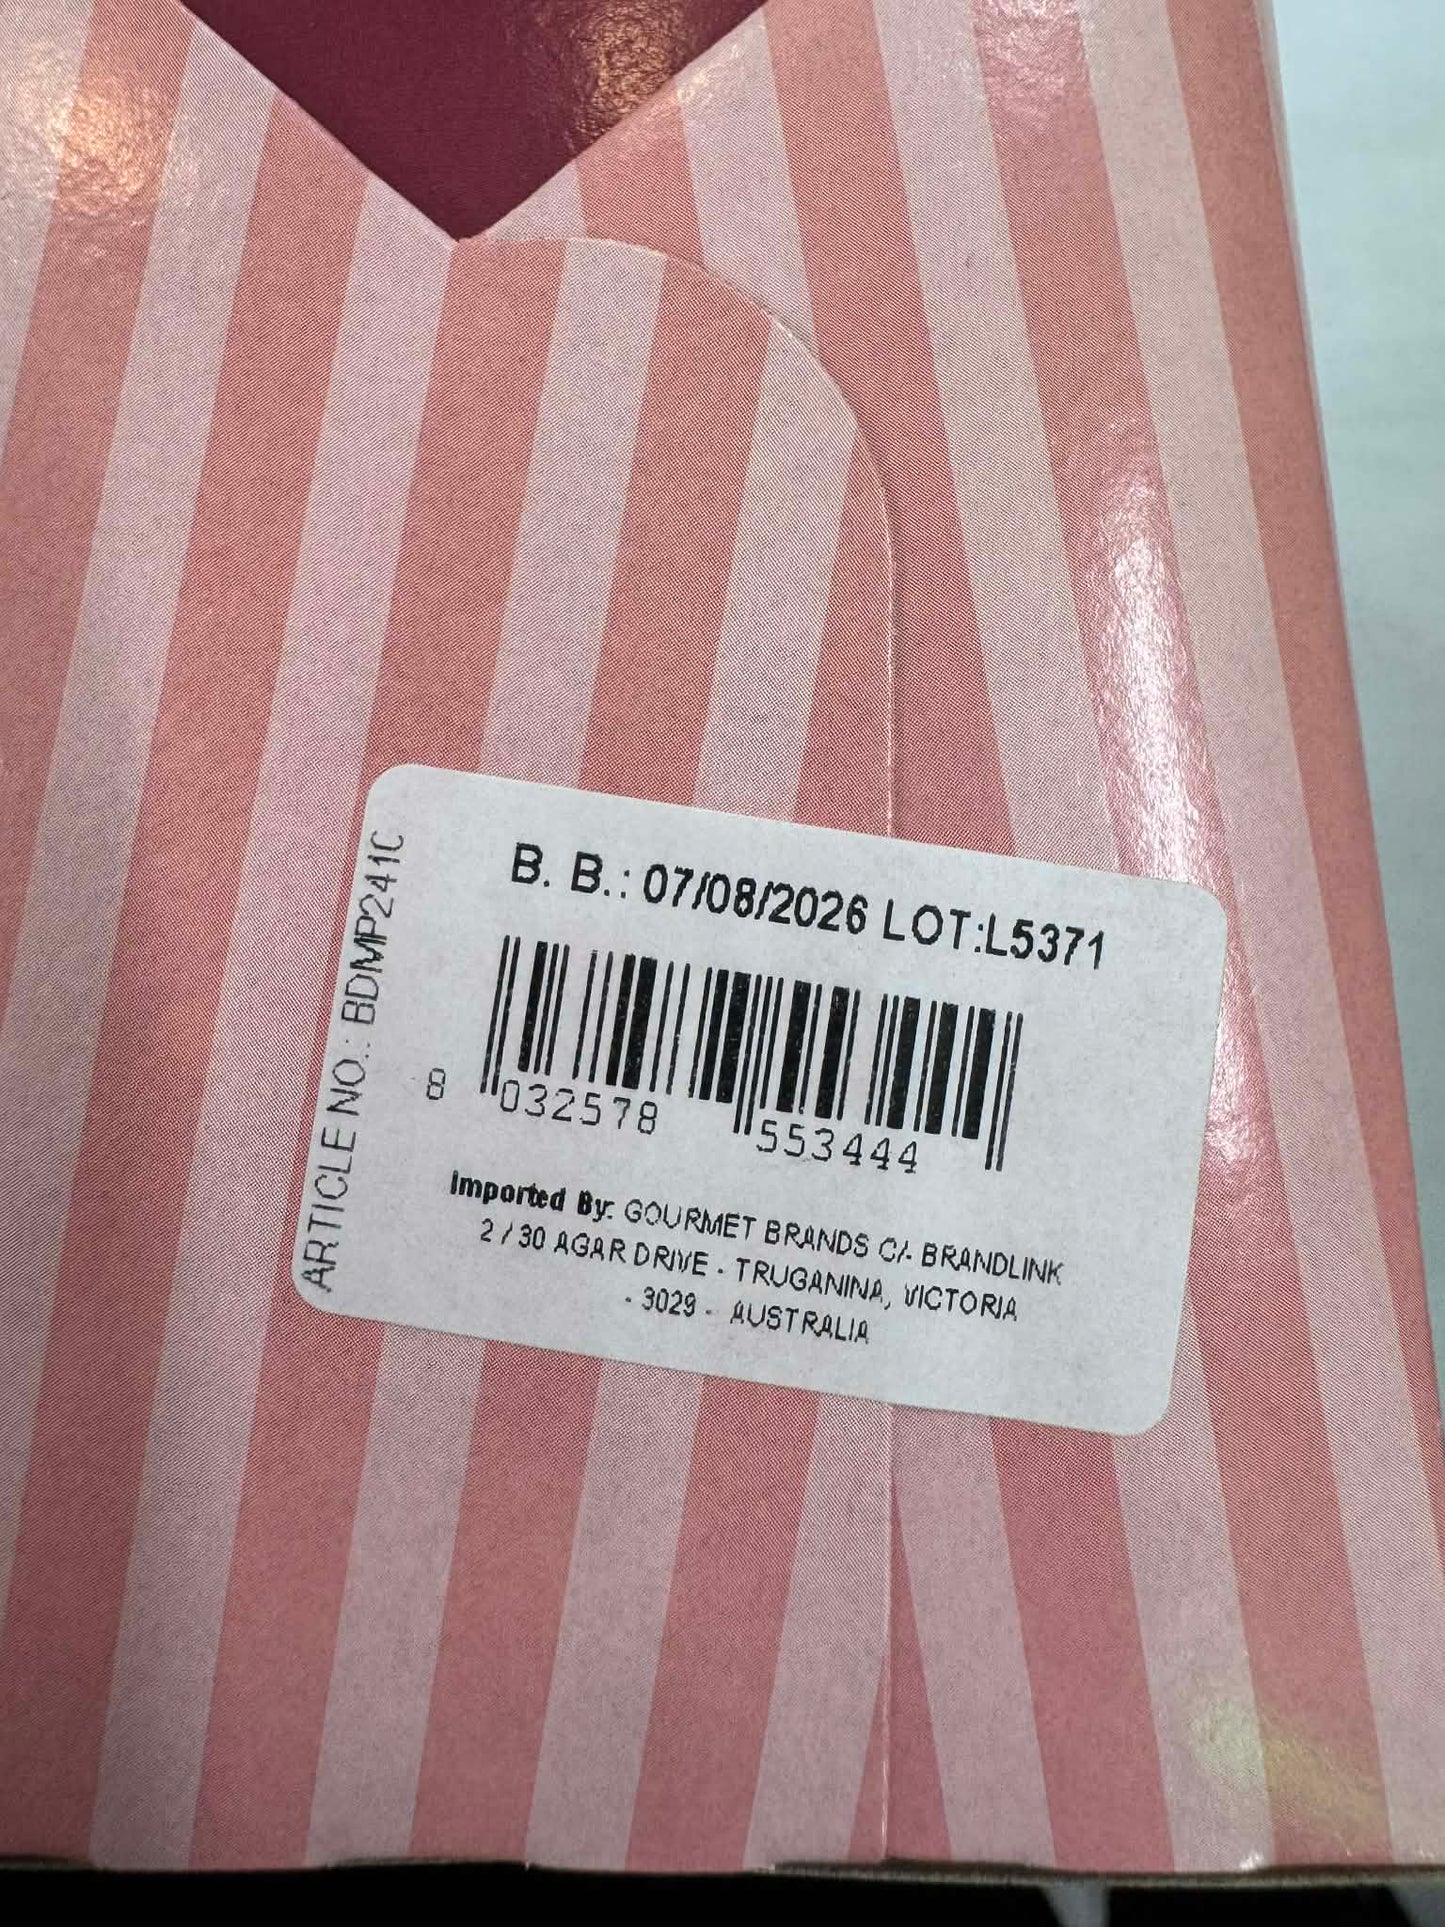 B. B.: 07/08/2026 LOT:L5371
ARTICLE NO.: BDMP241C
8 032578 553444
Imported By: GOURMET BRANDS C/- BRANDLINK
2 / 30 AGAR DRIVE - TRUGANINA, VICTORIA
- 3029 - AUSTRALIA